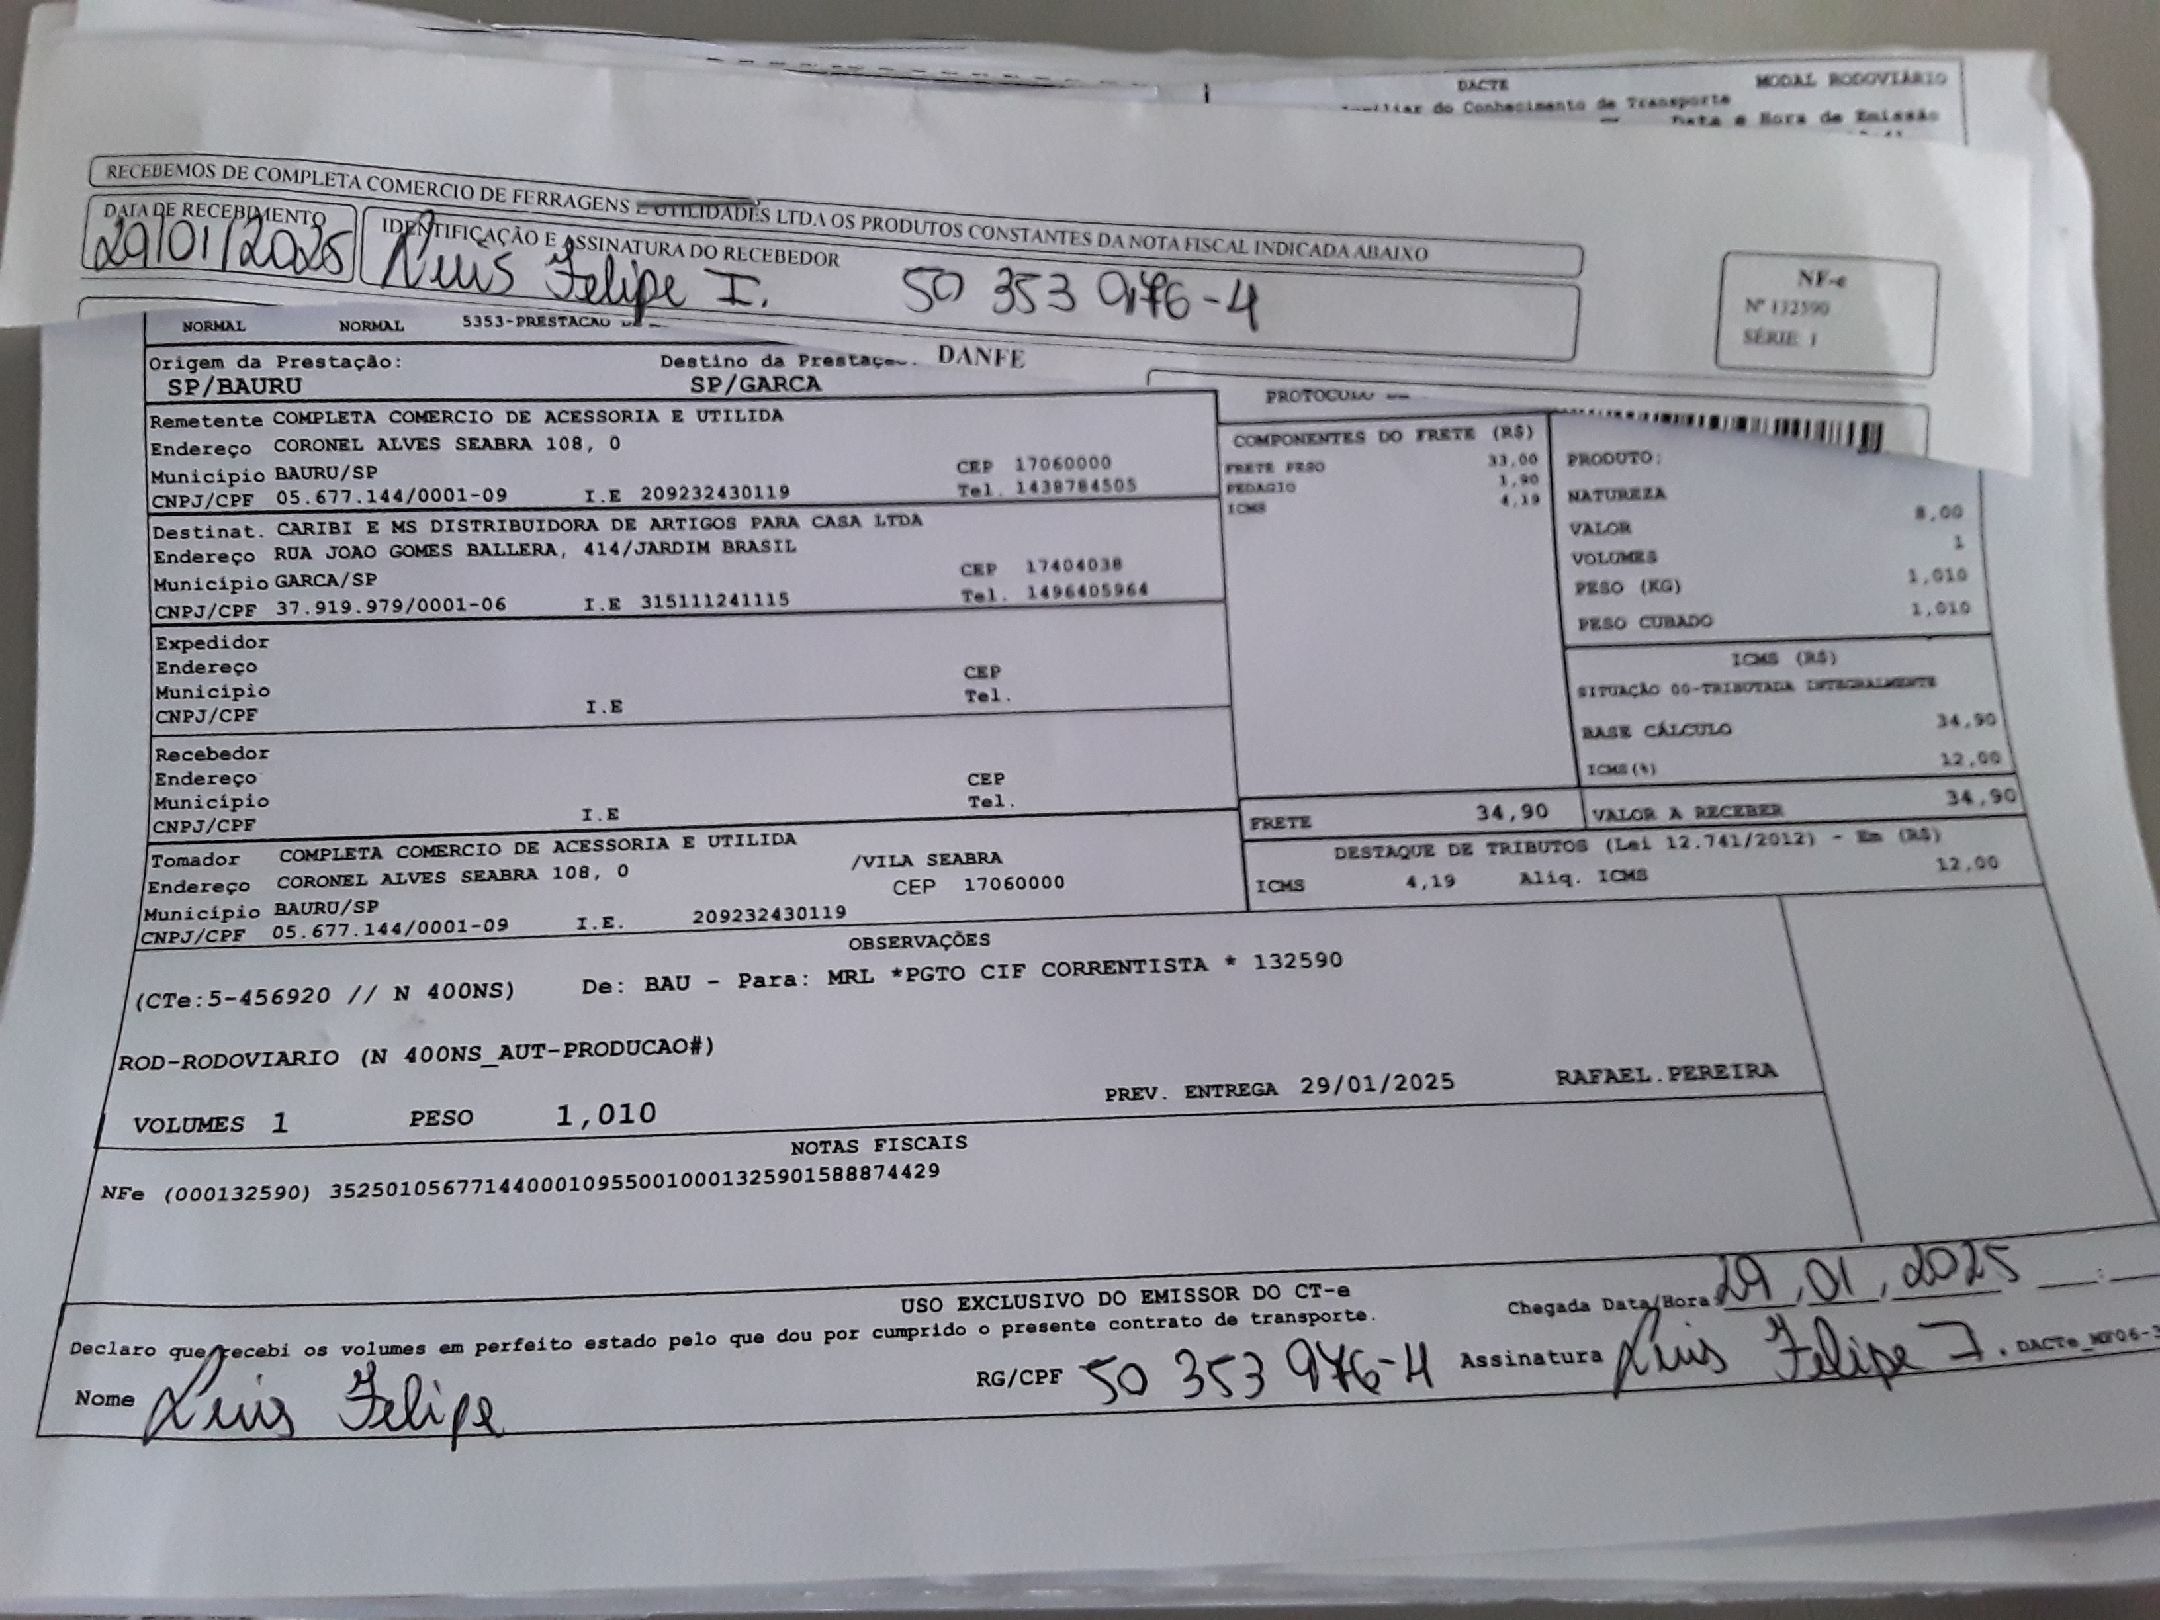 DACTE MODAL RODOVIÁRIO
do Conhecimento de Transporte
Data e Hora de Emissão
RECEBEMOS DE COMPLETA COMERCIO DE FERRAGENS E UTILIDADES LTDA OS PRODUTOS CONSTANTES DA NOTA FISCAL INDICADA ABAIXO
DATA DE RECEBIMENTO
29/01/2025
IDENTIFICAÇÃO E ASSINATURA DO RECEBEDOR
Luis Felipe I. 50 353 976-4
NF-e
Nº 132590
SÉRIE 1
DANFE
NORMAL NORMAL 5353-PRESTACAO
Origem da Prestação: Destino da
SP/BAURU SP/GARCA
Remetente COMPLETA COMERCIO DE ACESSORIA E UTILIDA
Endereço CORONEL ALVES SEABRA 108, 0
Município BAURU/SP CEP 17060000
CNPJ/CPF 05.677.144/0001-09 I.E 209232430119 Tel. 1438784505
Destinat. CARIBI E MS DISTRIBUIDORA DE ARTIGOS PARA CASA LTDA
Endereço RUA JOAO GOMES BALLERA, 414/JARDIM BRASIL
Município GARCA/SP CEP 17404038
CNPJ/CPF 37.919.979/0001-06 I.E 315111241115 Tel. 1496405964
Expedidor
Endereço CEP
Município Tel.
CNPJ/CPF I.E
Recebedor
Endereço CEP
Município Tel.
CNPJ/CPF I.E
Tomador COMPLETA COMERCIO DE ACESSORIA E UTILIDA
Endereço CORONEL ALVES SEABRA 108, 0 /VILA SEABRA
Município BAURU/SP CEP 17060000
CNPJ/CPF 05.677.144/0001-09 I.E. 209232430119
PROTOCOLO
COMPONENTES DO FRETE (R$)
FRETE PESO 33,00
PEDAGIO 1,90
ICMS 4,19
PRODUTO:
NATUREZA
VALOR 8,00
VOLUMES 1
PESO (KG) 1,010
PESO CUBADO 1,010
ICMS (R$)
SITUAÇÃO 00-TRIBUTADA INTEGRALMENTE
BASE CÁLCULO 34,90
ICMS(%) 12,00
FRETE 34,90 VALOR A RECEBER 34,90
DESTAQUE DE TRIBUTOS (Lei 12.741/2012) - Em (R$)
ICMS 4,19 Aliq. ICMS 12,00
OBSERVAÇÕES
(CTe:5-456920 // N 400NS) De: BAU - Para: MRL *PGTO CIF CORRENTISTA * 132590
ROD-RODOVIARIO (N 400NS_AUT-PRODUCAO#)
VOLUMES 1 PESO 1,010 PREV. ENTREGA 29/01/2025 RAFAEL.PEREIRA
NOTAS FISCAIS
NFe (000132590) 35250105677144000109550010001325901588874429
USO EXCLUSIVO DO EMISSOR DO CT-e
Declaro que recebi os volumes em perfeito estado pelo que dou por cumprido o presente contrato de transporte.
Chegada Data/Hora 29,01,2025 __:__
Nome Luis Felipe RG/CPF 50 353 976-4 Assinatura Luis Felipe I. DACTe_MF06-3